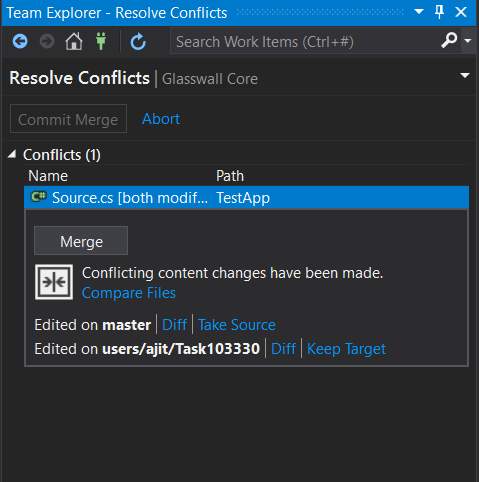 Team Explorer - Resolve Conflicts
Search Work Items (Ctrl+#)
Resolve Conflicts | Glasswall Core
Commit Merge Abort
Conflicts (1)
Name Path
C# Source.cs [both modif... TestApp
Merge
Conflicting content changes have been made.
Compare Files
Edited on master | Diff | Take Source
Edited on users/ajit/Task103330 | Diff | Keep Target